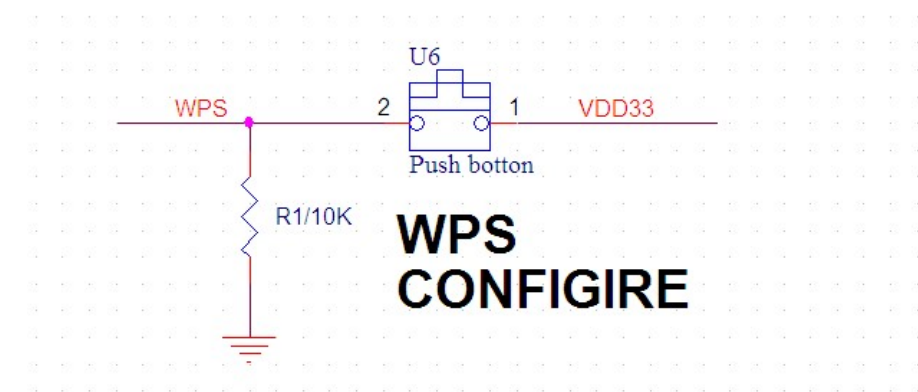 U6
WPS 2 1 VDD33
Push botton
R1/10K
WPS
CONFIGIRE